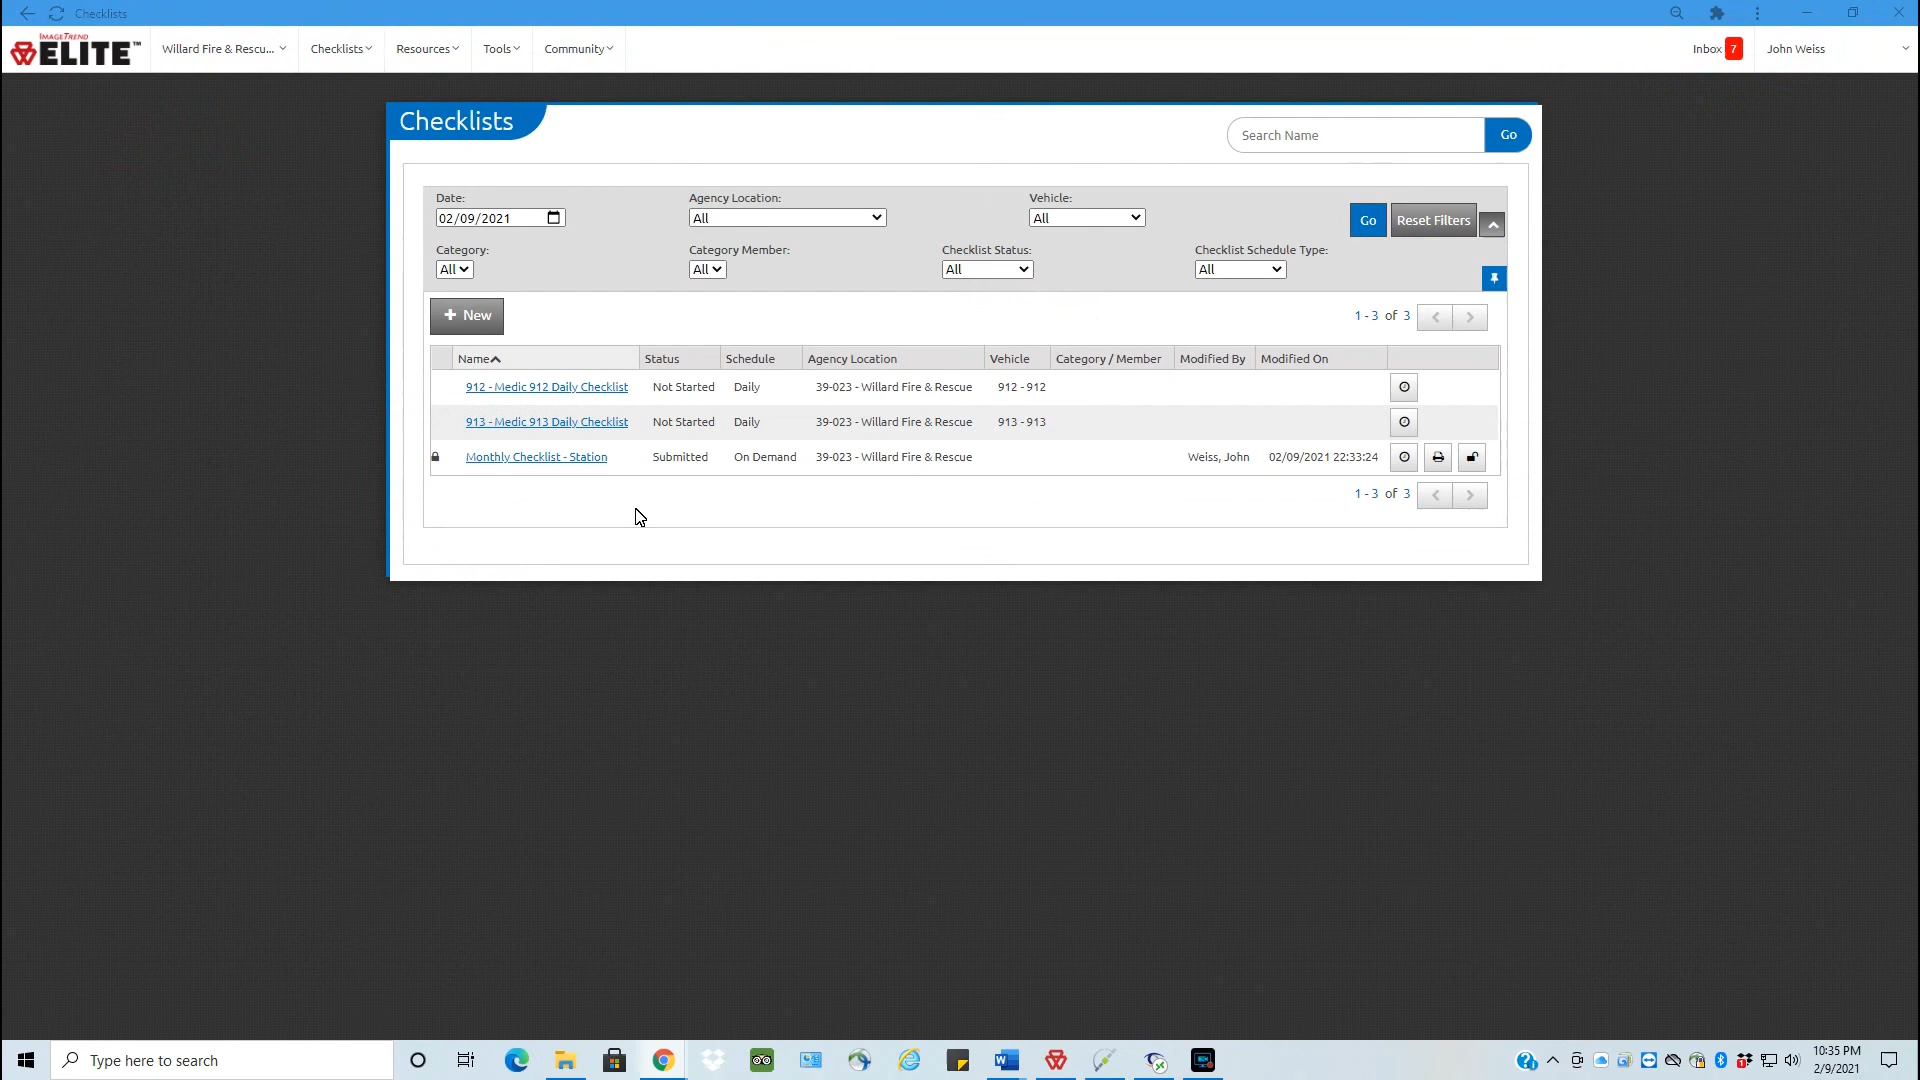 Checklists
IMAGETREND
ELITE™
Willard Fire & Rescu... Checklists Resources Tools Community Inbox 7 John Weiss
Checklists
Search Name Go
Date: Agency Location: Vehicle:
02/09/2021 All All Go Reset Filters
Category: Category Member: Checklist Status: Checklist Schedule Type:
All All All All
+ New 1 - 3 of 3
Name Status Schedule Agency Location Vehicle Category / Member Modified By Modified On
912 - Medic 912 Daily Checklist Not Started Daily 39-023 - Willard Fire & Rescue 912 - 912
913 - Medic 913 Daily Checklist Not Started Daily 39-023 - Willard Fire & Rescue 913 - 913
Monthly Checklist - Station Submitted On Demand 39-023 - Willard Fire & Rescue Weiss, John 02/09/2021 22:33:24
1 - 3 of 3
Type here to search
10:35 PM
2/9/2021